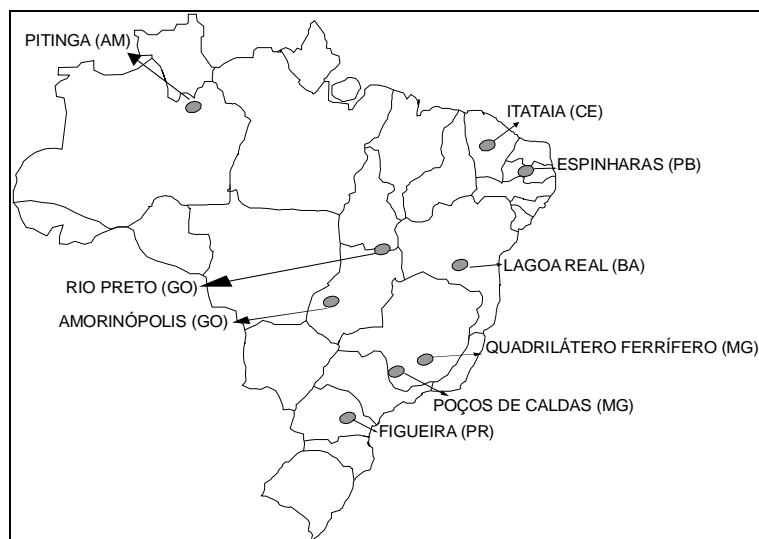 PITINGA (AM)
ITATAIA (CE)
ESPINHARAS (PB)
LAGOA REAL (BA)
RIO PRETO (GO)
AMORINÓPOLIS (GO)
QUADRILÁTERO FERRÍFERO (MG)
POÇOS DE CALDAS (MG)
FIGUEIRA (PR)